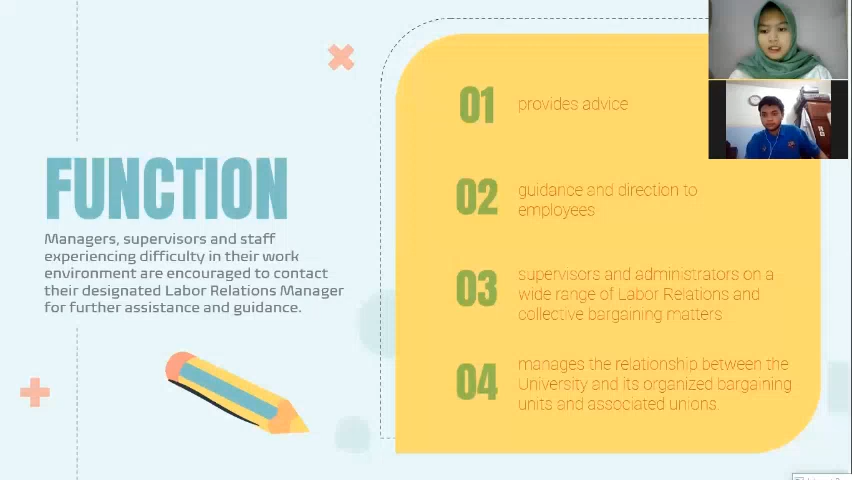 FUNCTION
Managers, supervisors and staff
experiencing difficulty in their work
environment are encouraged to contact
their designated Labor Relations Manager
for further assistance and guidance.
01
provides advice
02
guidance and direction to
employees
03
supervisors and administrators on a
wide range of Labor Relations and
collective bargaining matters
04
manages the relationship between the
University and its organized bargaining
units and associated unions.